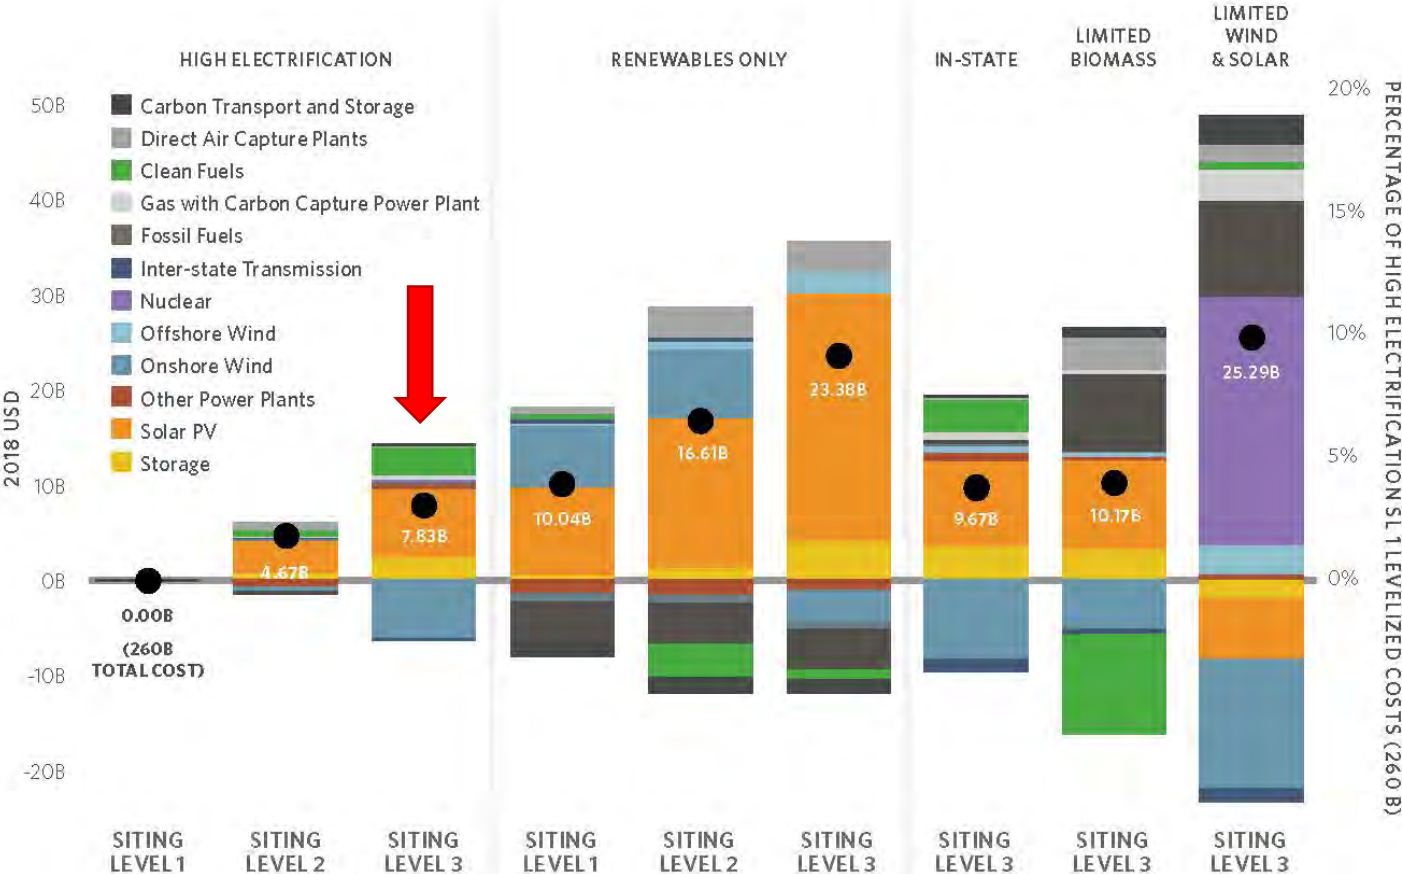 HIGH ELECTRIFICATION
RENEWABLES ONLY
IN-STATE
LIMITED
BIOMASS
LIMITED
WIND
& SOLAR
Carbon Transport and Storage
Direct Air Capture Plants
Clean Fuels
Gas with Carbon Capture Power Plant
Fossil Fuels
Inter-state Transmission
Nuclear
Offshore Wind
Onshore Wind
Other Power Plants
Solar PV
Storage
2018 USD
50B
40B
30B
20B
10B
0B
-10B
-20B
0.00B
(260B
TOTAL COST)
4.67B
7.83B
10.04B
16.61B
23.38B
9.67B
10.17B
25.29B
20%
15%
10%
5%
0%
PERCENTAGE OF HIGH ELECTRIFICATION SL 1 LEVELIZED COSTS (260 B)
SITING
LEVEL 1
SITING
LEVEL 2
SITING
LEVEL 3
SITING
LEVEL 1
SITING
LEVEL 2
SITING
LEVEL 3
SITING
LEVEL 3
SITING
LEVEL 3
SITING
LEVEL 3